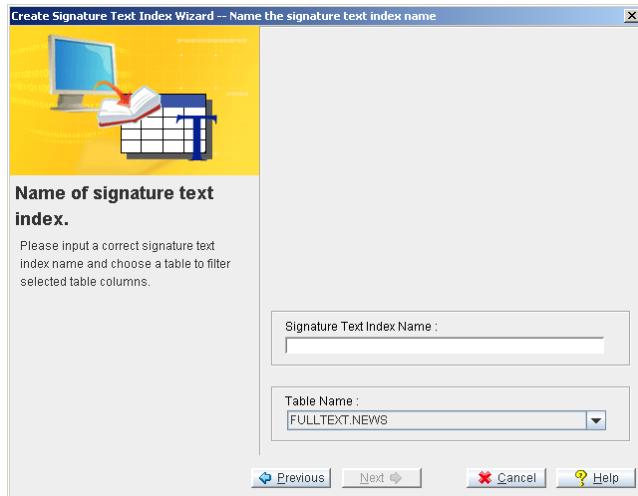 Create Signature Text Index Wizard -- Name the signature text index name
T
Name of signature text
index.
Please input a correct signature text
index name and choose a table to filter
selected table columns.
Signature Text Index Name :
Table Name :
FULLTEXT.NEWS
Previous Next Cancel Help